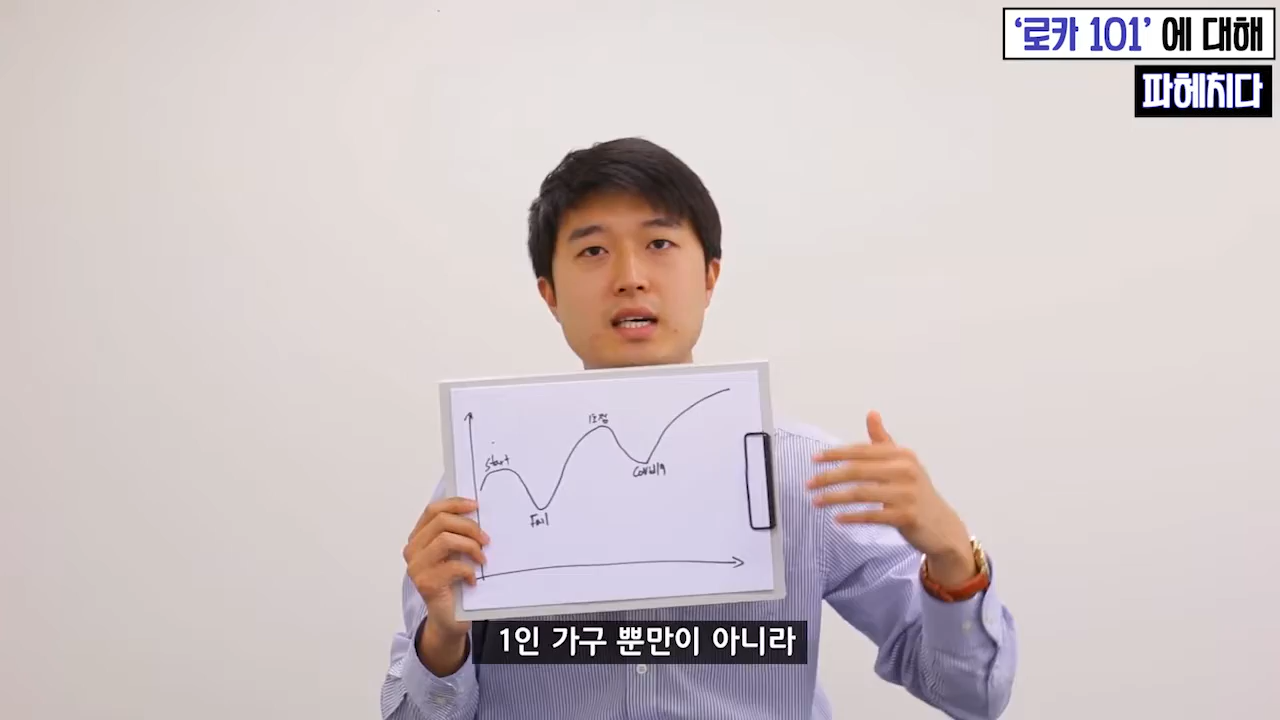 ‘로카 101’ 에 대해
파헤치다
start
Fail
Covid19
1인 가구 뿐만이 아니라